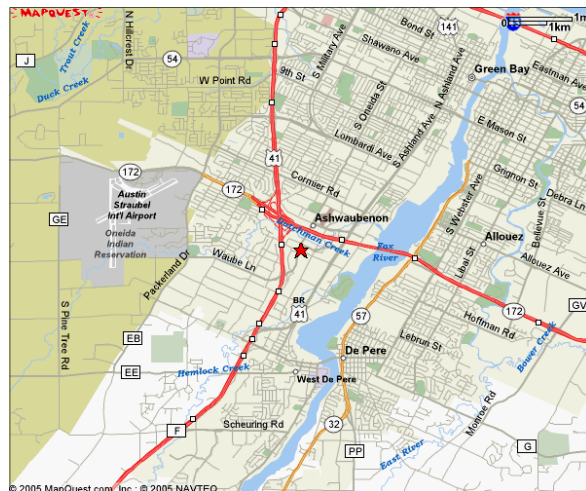 MAPQUEST
N Hillcrest Dr
Trout Creek
J
54
Duck Creek
W Point Rd
9th St
S Military Ave
Shawano Ave
Bond St
141
N Ashland Ave
1m
1km
Green Bay
Eastman Ave
54
S Oneida St
S Ashland Ave
E Mason St
Lombardi Ave
41
172
172
Cormier Rd
Grignon St
Debra Ln
S Webster Ave
Austin
Straubel
Int'l Airport
Oneida
Indian
Reservation
GE
Ashwaubenon
Dutchman Creek
Fox
River
Allouez
Libal St
Bellevue St
Allouez Ave
Waube Ln
Packerland Dr
S Pine Tree Rd
BR
41
57
172
GV
Hoffman Rd
Bower Creek
EB
EE
Lebrun St
De Pere
Hemlock Creek
West De Pere
Monroe Rd
F
Scheuring Rd
32
PP
East River
G
© 2005 MapQuest.com, Inc.; © 2005 NAVTEQ